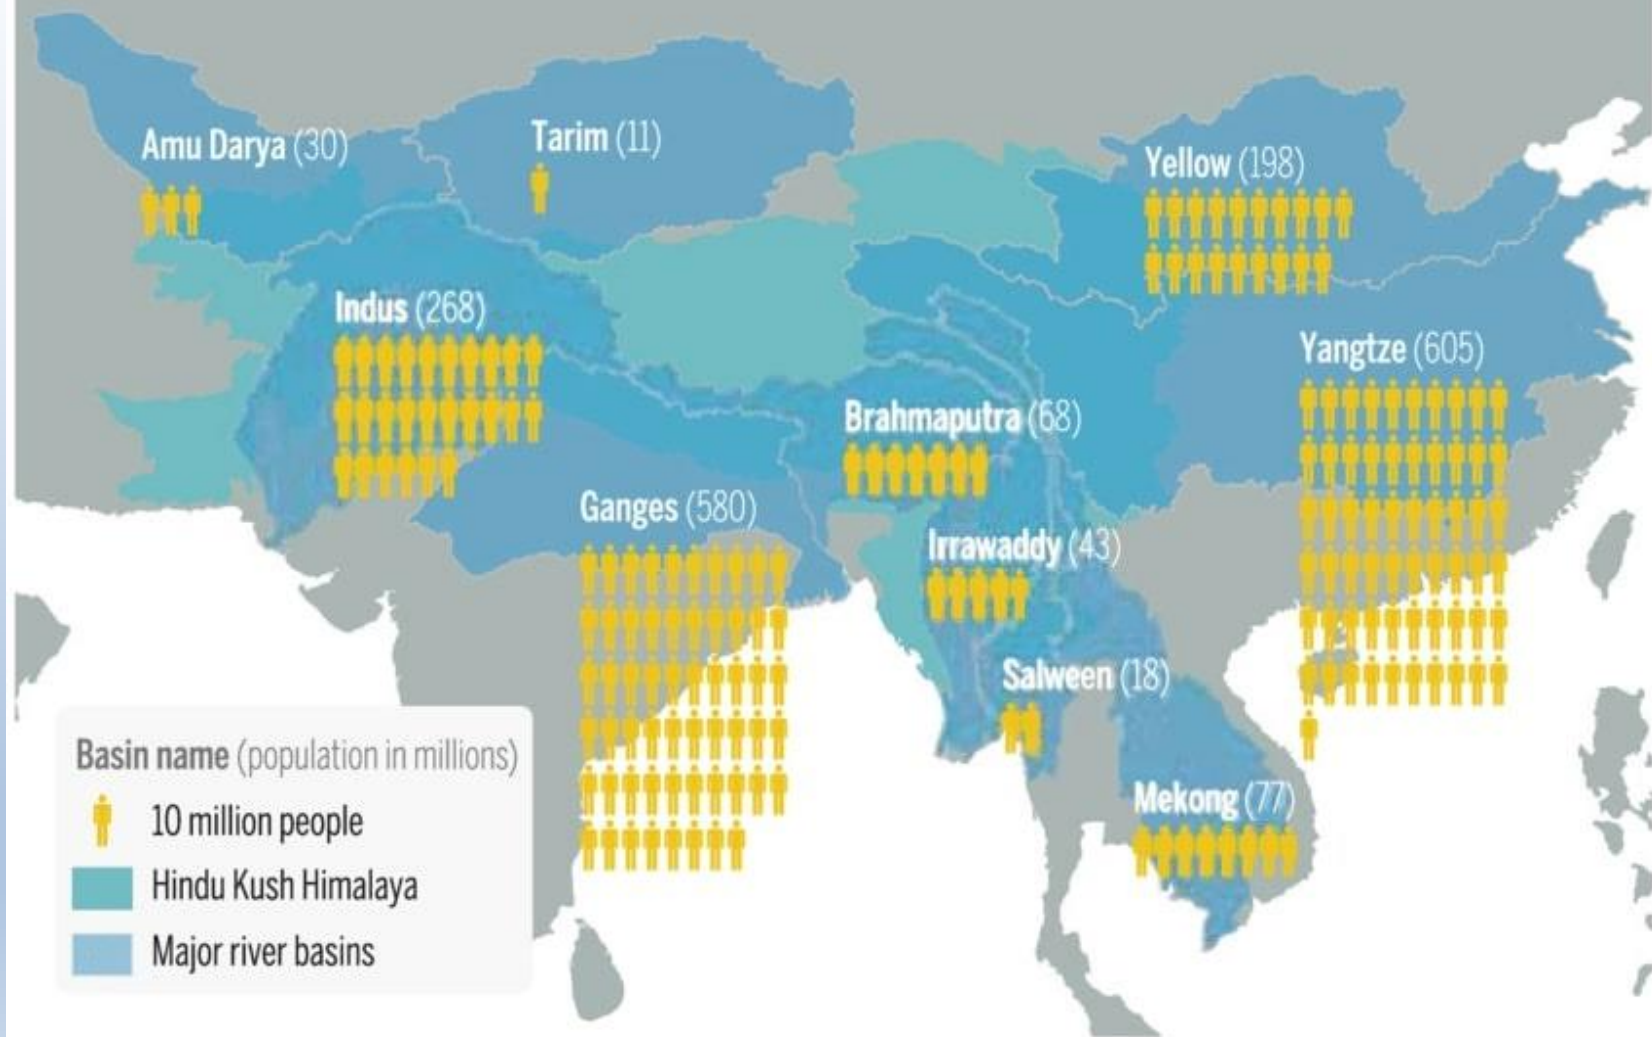 Amu Darya (30)
Tarim (11)
Yellow (198)
Indus (268)
Yangtze (605)
Brahmaputra (68)
Ganges (580)
Irrawaddy (43)
Salween (18)
Mekong (77)
Basin name (population in millions)
10 million people
Hindu Kush Himalaya
Major river basins